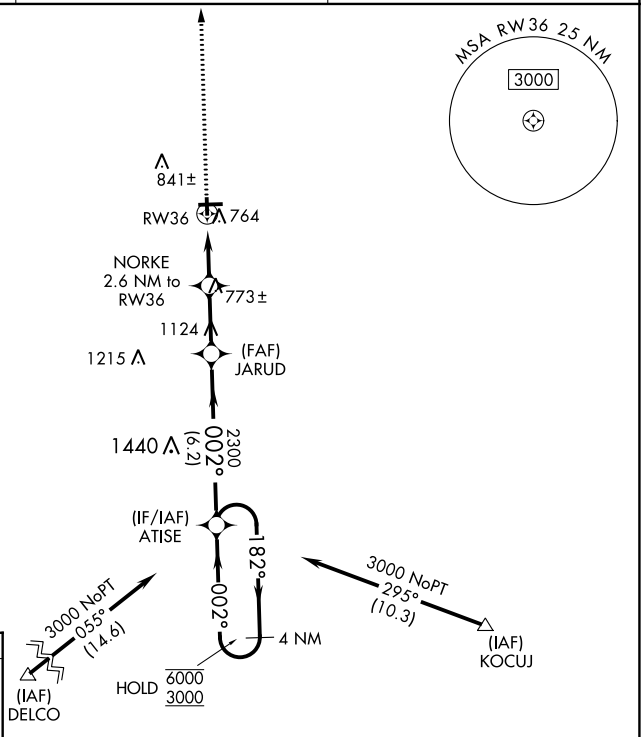 MSA RW36 25 NM
3000
841±
RW36
764
NORKE
2.6 NM to
RW36
773±
1124
1215
(FAF)
JARUD
1440
2300
002°
(6.2)
(IF/IAF)
ATISE
182°
002°
4 NM
HOLD
6000
3000
3000 NoPT
055°
(14.6)
(IAF)
DELCO
3000 NoPT
295°
(10.3)
(IAF)
KOCUJ